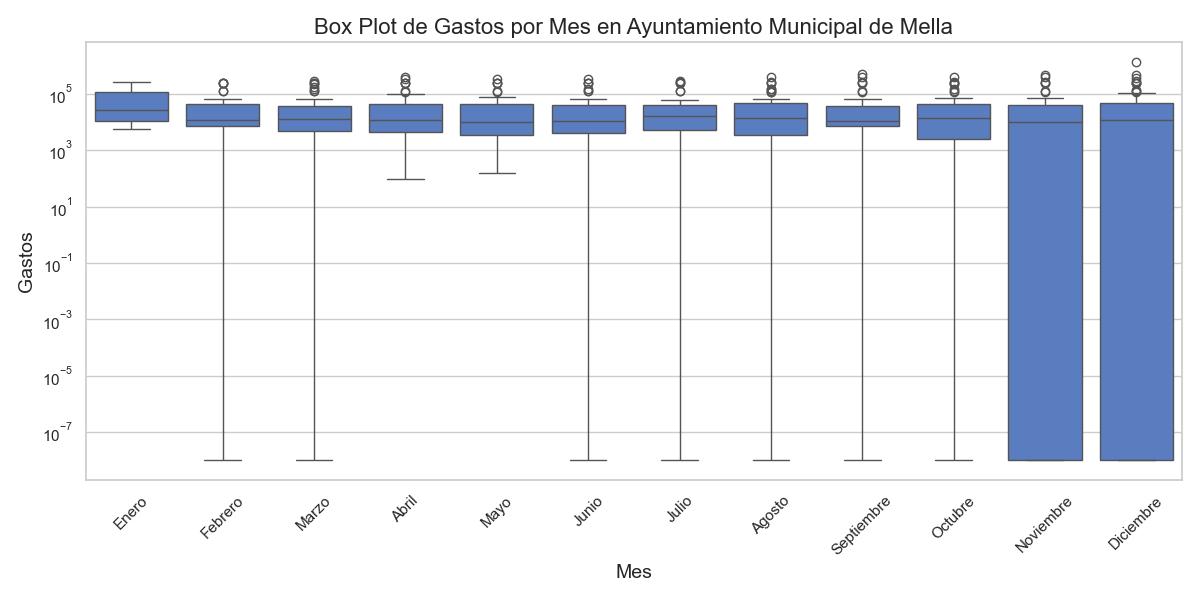 Box Plot de Gastos por Mes en Ayuntamiento Municipal de Mella
Gastos
10^5
10^3
10^1
10^−1
10^−3
10^−5
10^−7
Enero
Febrero
Marzo
Abril
Mayo
Junio
Julio
Agosto
Septiembre
Octubre
Noviembre
Diciembre
Mes